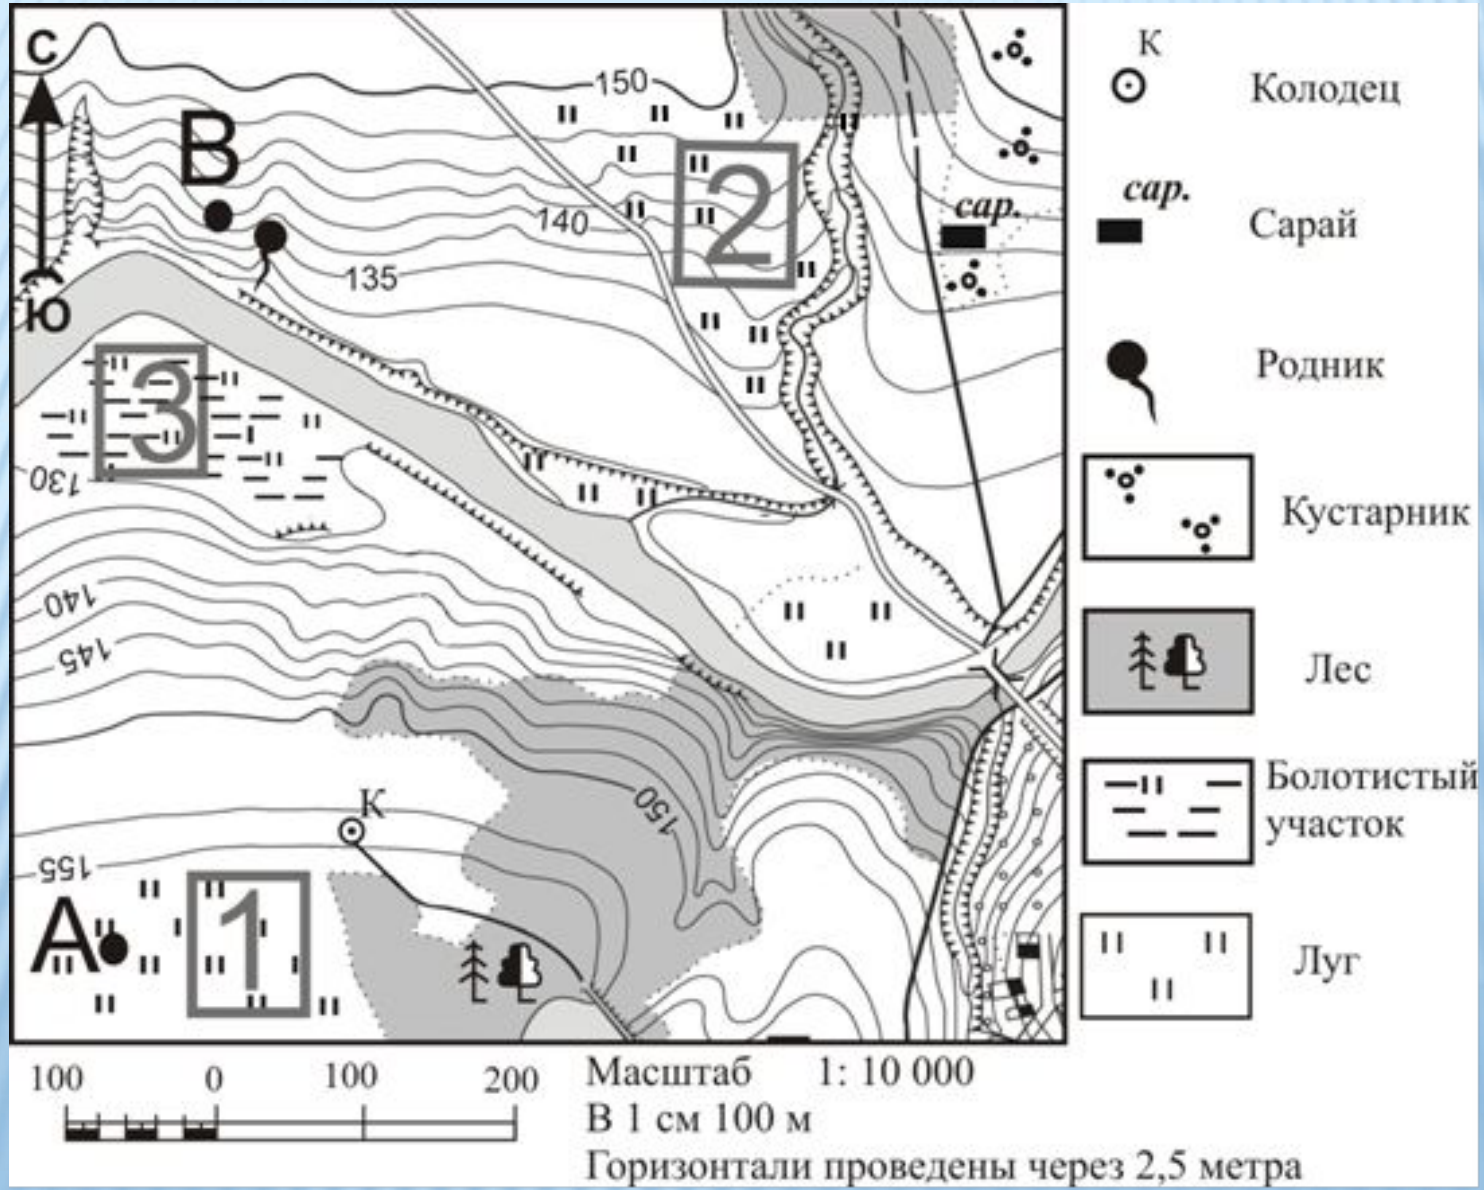 С
Ю
В
А
К
сар.
150
140
135
130
140
145
150
155
1
2
3
К
Колодец
сар.
Сарай
Родник
Кустарник
Лес
Болотистый
участок
Луг
100 0 100 200
Масштаб 1: 10 000
В 1 см 100 м
Горизонтали проведены через 2,5 метра